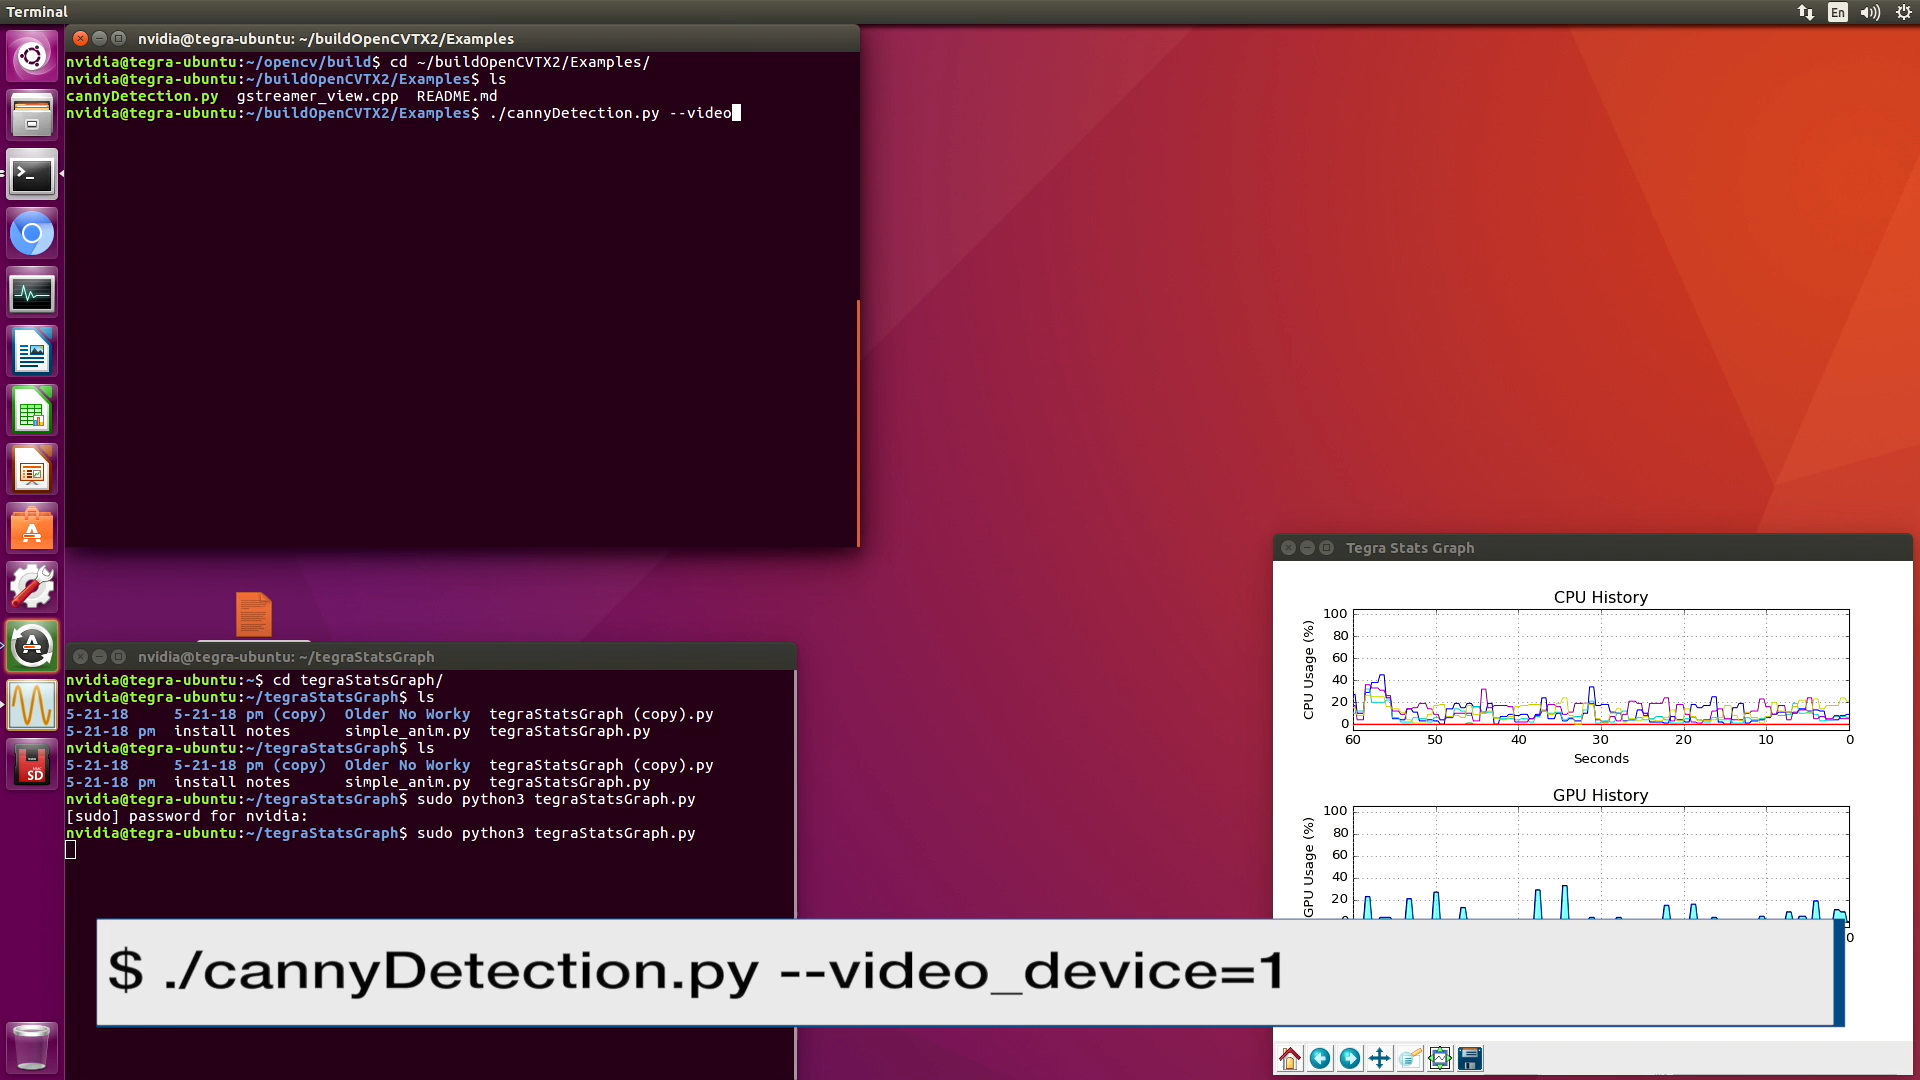 Terminal
En
nvidia@tegra-ubuntu: ~/buildOpenCVTX2/Examples
nvidia@tegra-ubuntu:~/opencv/build$ cd ~/buildOpenCVTX2/Examples/
nvidia@tegra-ubuntu:~/buildOpenCVTX2/Examples$ ls
cannyDetection.py  gstreamer_view.cpp  README.md
nvidia@tegra-ubuntu:~/buildOpenCVTX2/Examples$ ./cannyDetection.py --video
nvidia@tegra-ubuntu: ~/tegraStatsGraph
nvidia@tegra-ubuntu:~$ cd tegraStatsGraph/
nvidia@tegra-ubuntu:~/tegraStatsGraph$ ls
5-21-18     5-21-18 pm (copy)  Older No Worky  tegraStatsGraph (copy).py
5-21-18 pm  install notes      simple_anim.py  tegraStatsGraph.py
nvidia@tegra-ubuntu:~/tegraStatsGraph$ ls
5-21-18     5-21-18 pm (copy)  Older No Worky  tegraStatsGraph (copy).py
5-21-18 pm  install notes      simple_anim.py  tegraStatsGraph.py
nvidia@tegra-ubuntu:~/tegraStatsGraph$ sudo python3 tegraStatsGraph.py
[sudo] password for nvidia:
nvidia@tegra-ubuntu:~/tegraStatsGraph$ sudo python3 tegraStatsGraph.py
Tegra Stats Graph
CPU History
CPU Usage (%)
100
80
60
40
20
0
60 50 40 30 20 10 0
Seconds
GPU History
GPU Usage (%)
100
80
60
40
20
0
SD
$ ./cannyDetection.py --video_device=1